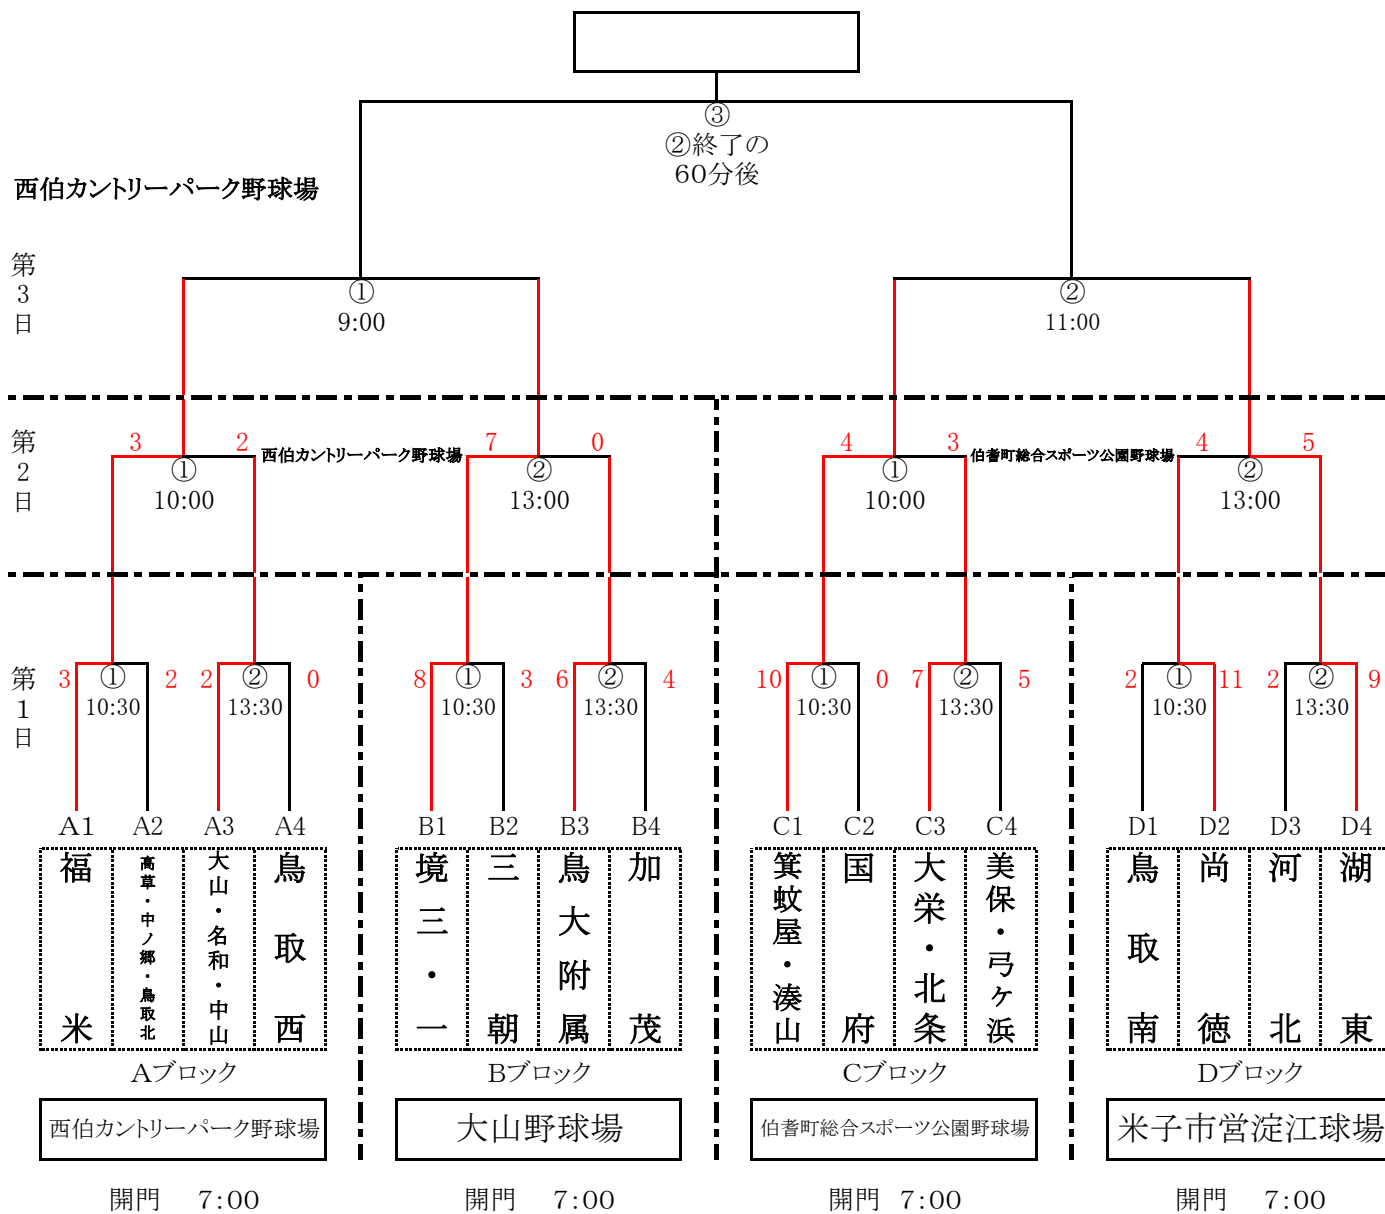 ③
②終了の
60分後
西伯カントリーパーク野球場
第3日
① ②
9:00 11:00
第2日
3 2 7 0 4 3 4 5
① 西伯カントリーパーク野球場 ② ① 伯耆町総合スポーツ公園野球場 ②
10:00 13:00 10:00 13:00
第1日
3 ① 2 2 ② 0 8 ① 3 6 ② 4 10 ① 0 7 ② 5 2 ① 11 2 ② 9
10:30 13:30 10:30 13:30 10:30 13:30 10:30 13:30
A1 A2 A3 A4 B1 B2 B3 B4 C1 C2 C3 C4 D1 D2 D3 D4
福米
高草・中ノ郷・鳥取北
大山・名和・中山
鳥取西
境三・一
三朝
鳥大附属
加茂
箕蚊屋・湊山
国府
大栄・北条
美保・弓ケ浜
鳥取南
尚徳
河北
湖東
Aブロック Bブロック Cブロック Dブロック
西伯カントリーパーク野球場 大山野球場 伯耆町総合スポーツ公園野球場 米子市営淀江球場
開門 7:00 開門 7:00 開門 7:00 開門 7:00